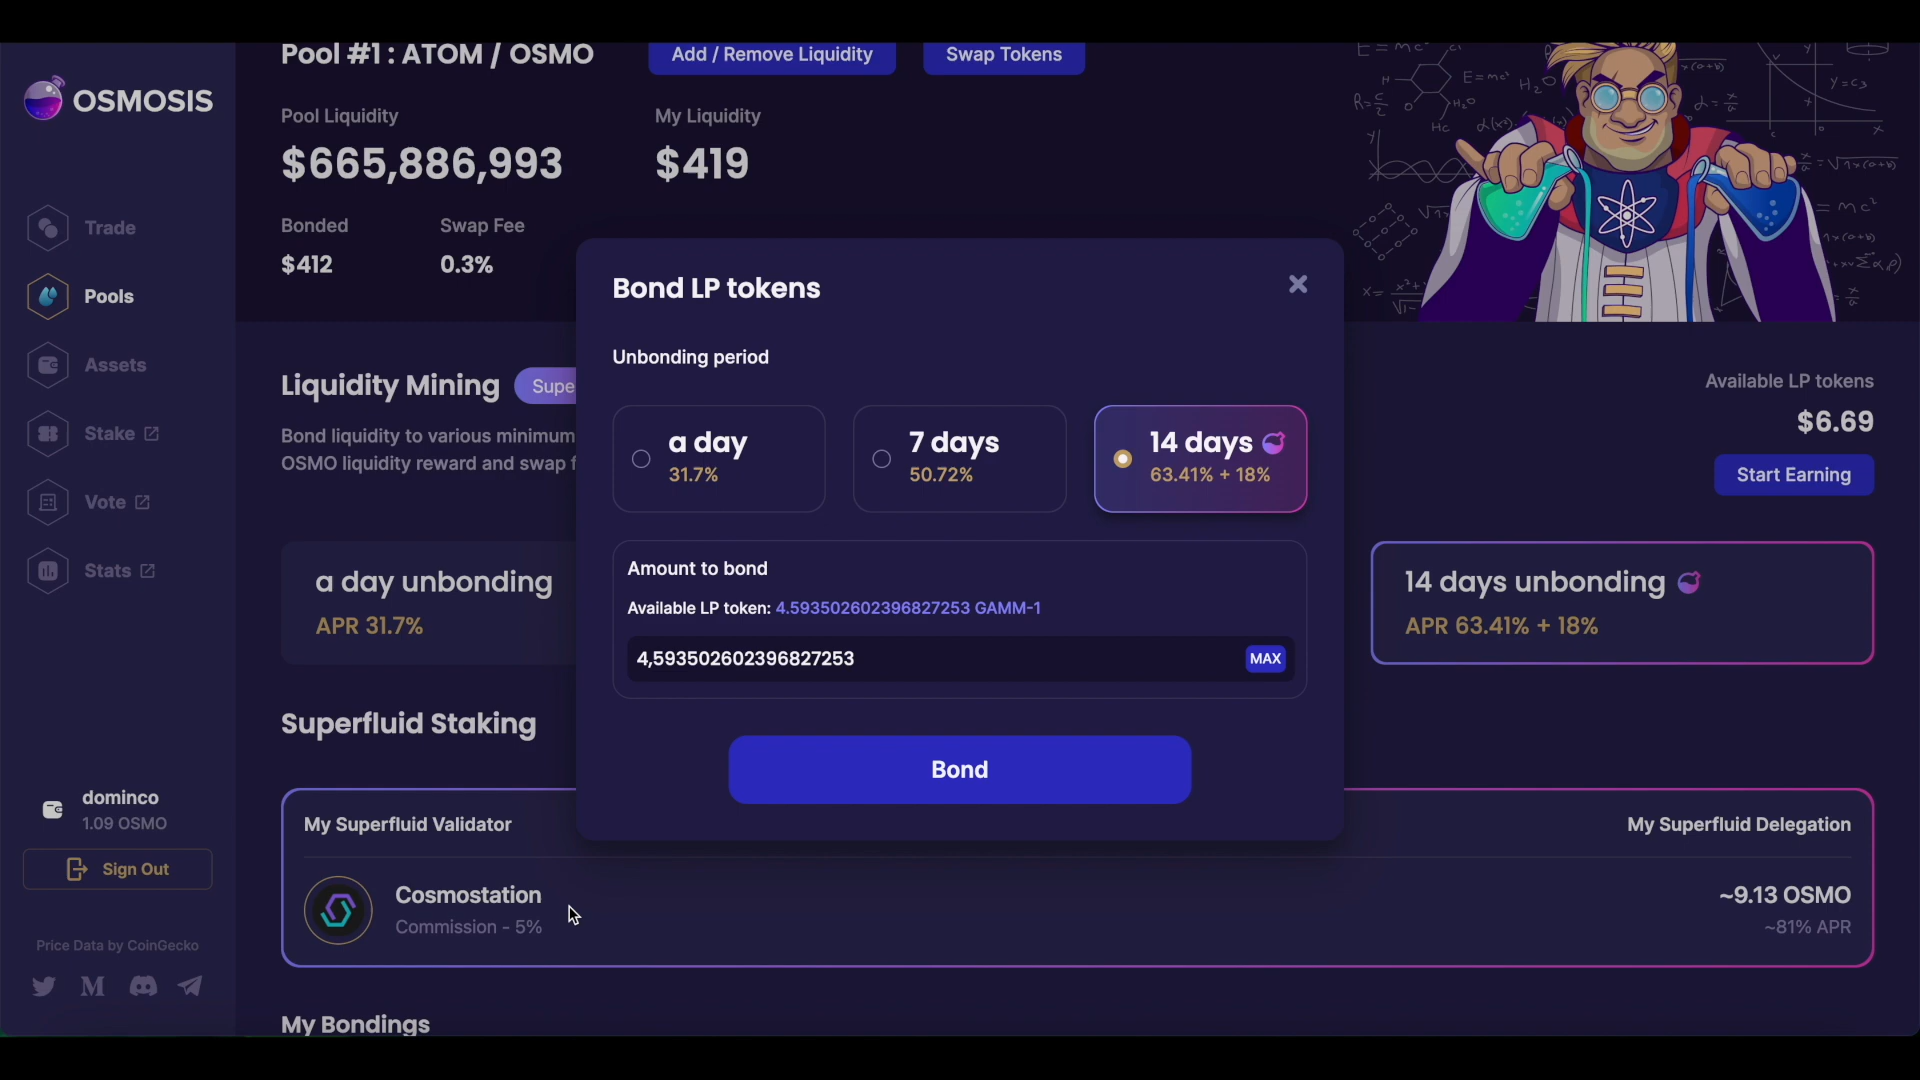 OSMOSIS
Trade
Pools
Assets
Stake
Vote
Stats
dominco
1.09 OSMO
Sign Out
Price Data by CoinGecko
Pool #1 : ATOM / OSMO
Add / Remove Liquidity
Swap Tokens
Pool Liquidity
My Liquidity
$665,886,993
$419
Bonded
Swap Fee
$412
0.3%
Liquidity Mining
Supe
Bond liquidity to various minimum
OSMO liquidity reward and swap f
Available LP tokens
$6.69
Start Earning
a day unbonding
APR 31.7%
14 days unbonding
APR 63.41% + 18%
Superfluid Staking
My Superfluid Validator
My Superfluid Delegation
Cosmostation
Commission - 5%
~9.13 OSMO
~81% APR
My Bondings
Bond LP tokens
Unbonding period
a day
31.7%
7 days
50.72%
14 days
63.41% + 18%
Amount to bond
Available LP token: 4.593502602396827253 GAMM-1
4,593502602396827253
MAX
Bond